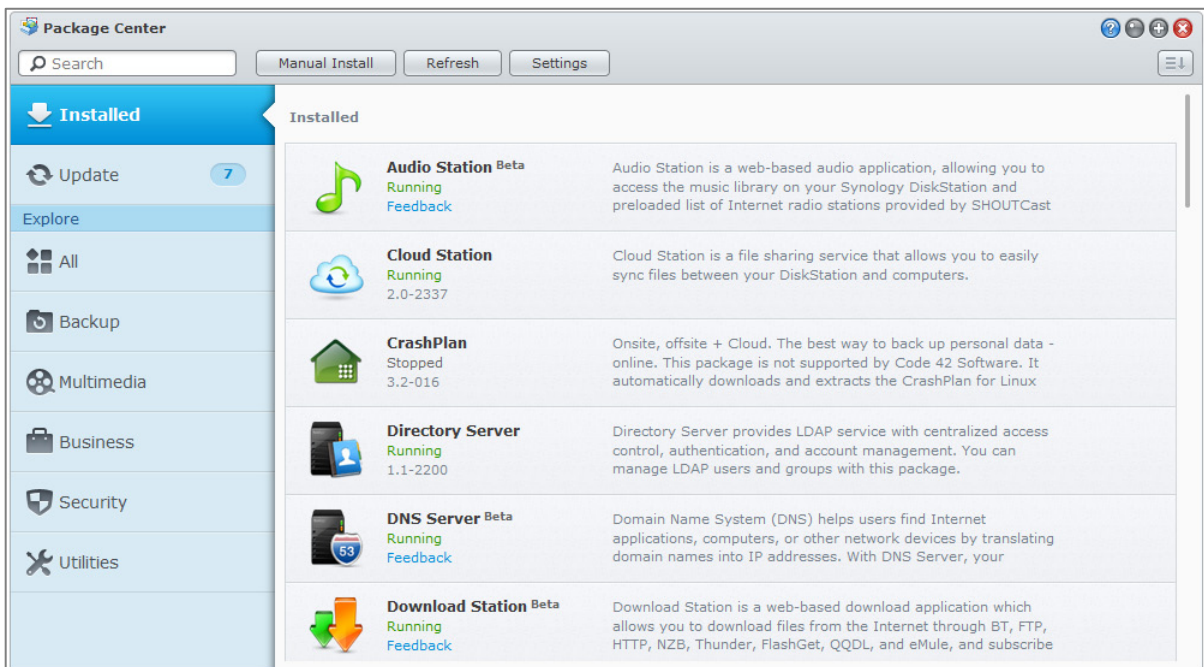 Package Center
Search
Manual Install
Refresh
Settings
Installed
Update
7
Explore
All
Backup
Multimedia
Business
Security
Utilities
Installed
Audio Station Beta
Running
Feedback
Audio Station is a web-based audio application, allowing you to
access the music library on your Synology DiskStation and
preloaded list of Internet radio stations provided by SHOUTCast
Cloud Station
Running
2.0-2337
Cloud Station is a file sharing service that allows you to easily
sync files between your DiskStation and computers.
CrashPlan
Stopped
3.2-016
Onsite, offsite + Cloud. The best way to back up personal data -
online. This package is not supported by Code 42 Software. It
automatically downloads and extracts the CrashPlan for Linux
Directory Server
Running
1.1-2200
Directory Server provides LDAP service with centralized access
control, authentication, and account management. You can
manage LDAP users and groups with this package.
DNS Server Beta
Running
Feedback
53
Domain Name System (DNS) helps users find Internet
applications, computers, or other network devices by translating
domain names into IP addresses. With DNS Server, your
Download Station Beta
Running
Feedback
Download Station is a web-based download application which
allows you to download files from the Internet through BT, FTP,
HTTP, NZB, Thunder, FlashGet, QQDL, and eMule, and subscribe